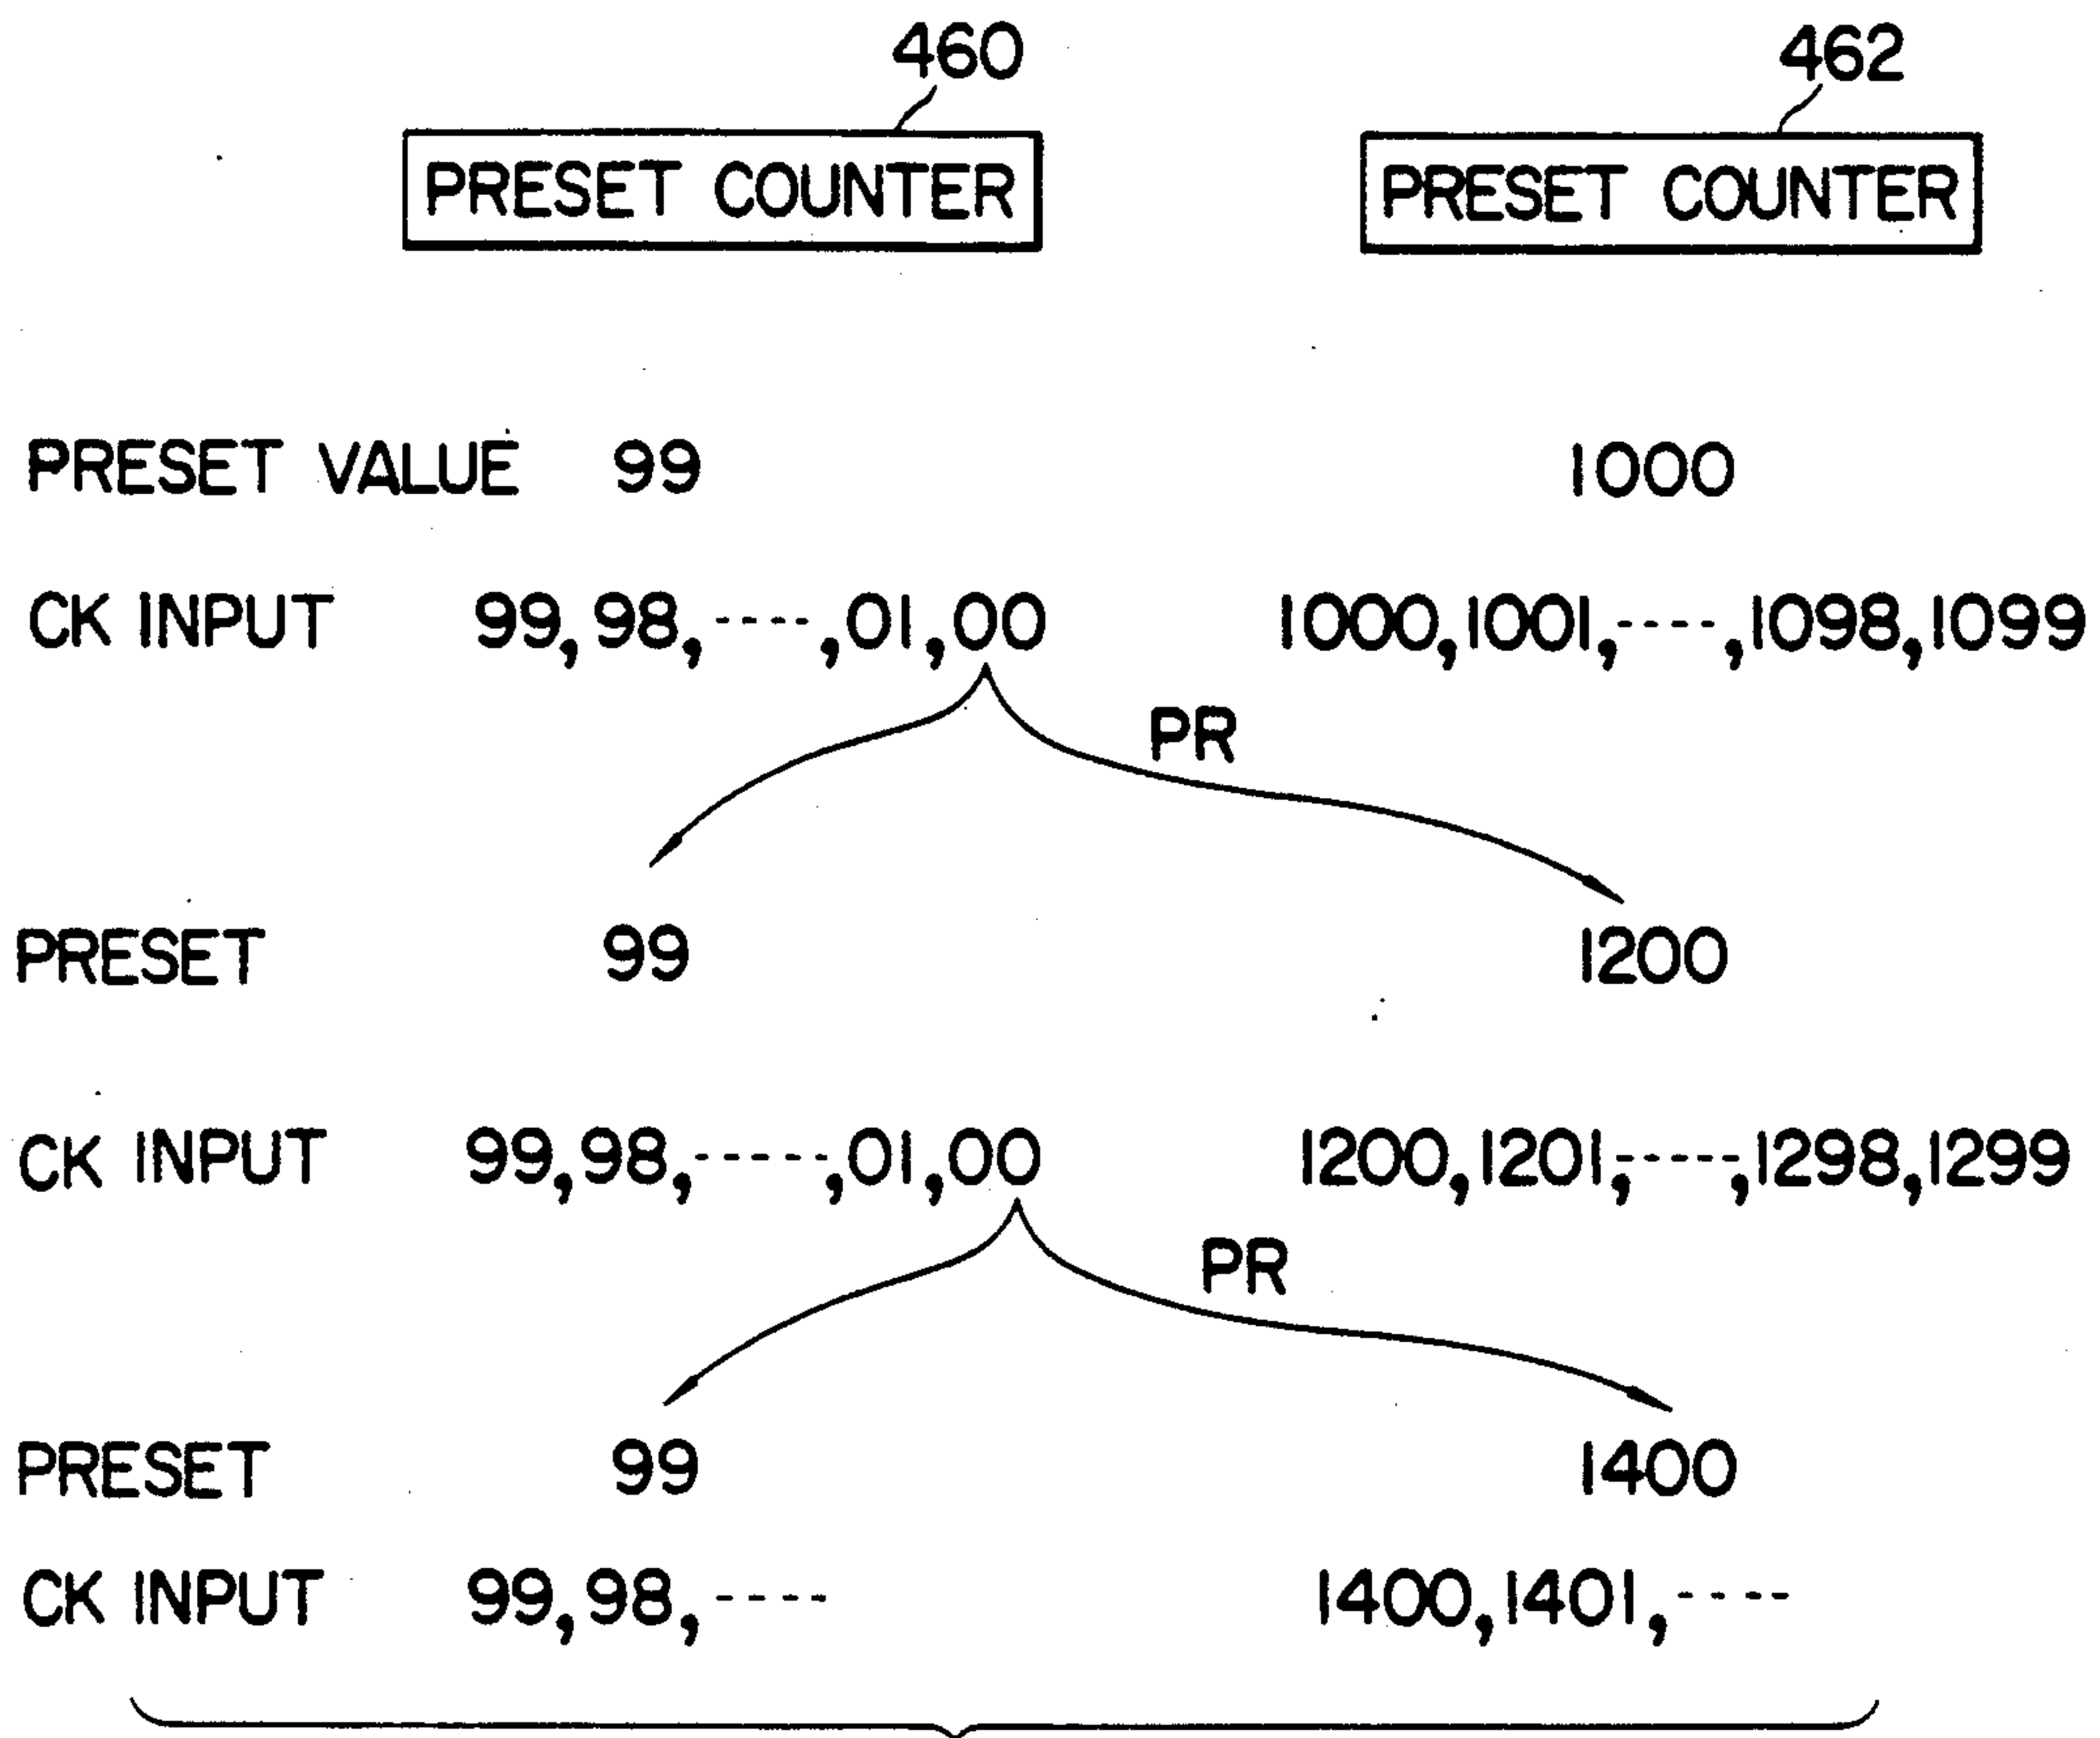 460 462
PRESET COUNTER PRESET COUNTER
PRESET VALUE 99 1000
CK INPUT 99,98,----,01,00 1000,1001,----,1098,1099
PR
PRESET 99 1200
CK INPUT 99,98,-----,01,00 1200,1201,-----,1298,1299
PR
PRESET 99 1400
CK INPUT 99,98,---- 1400,1401,----